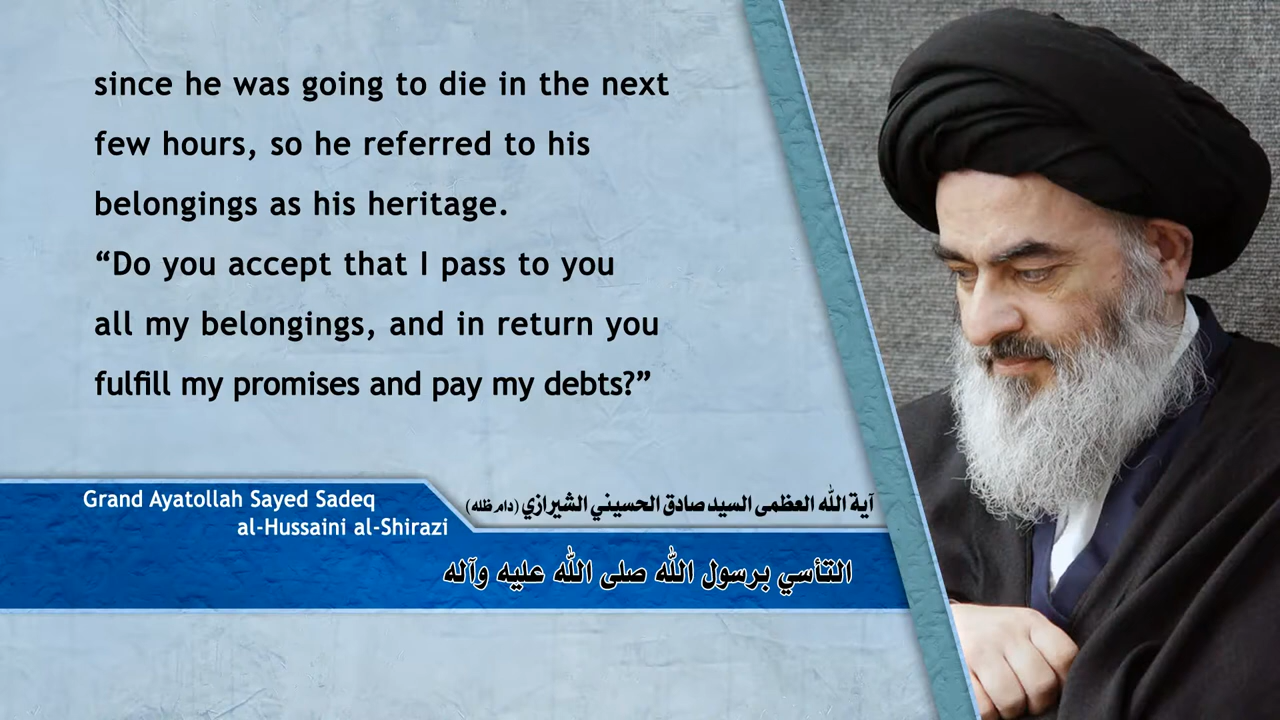 since he was going to die in the next
few hours, so he referred to his
belongings as his heritage.
“Do you accept that I pass to you
all my belongings, and in return you
fulfill my promises and pay my debts?”
Grand Ayatollah Sayed Sadeq
al-Hussaini al-Shirazi
آية الله العظمى السيد صادق الحسيني الشيرازي (دام ظله)
التأسي برسول الله صلى الله عليه وآله